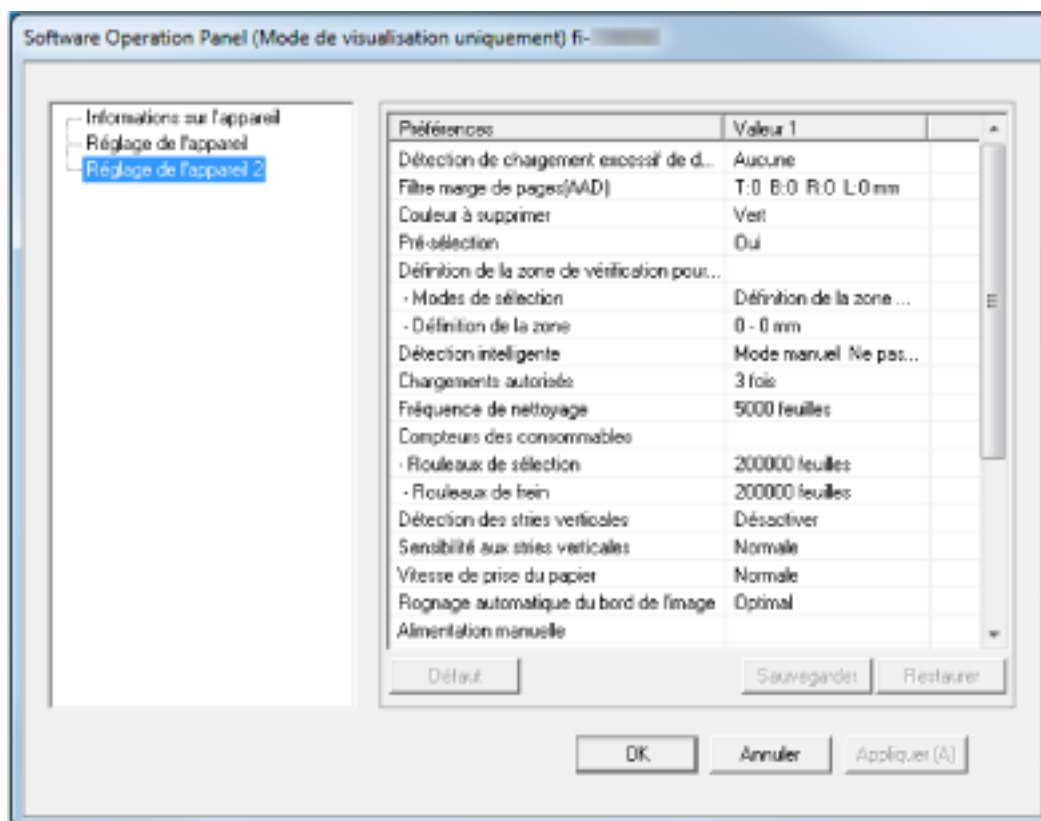 Software Operation Panel (Mode de visualisation uniquement) fi-
Informations sur l'appareil
Réglage de l'appareil
Réglage de l'appareil 2
Préférences Valeur 1
Détection de chargement excessif de d... Aucune
Filtre marge de pages(AAD) T:0 B:0 R:0 L:0 mm
Couleur à supprimer Vert
Pré-sélection Oui
Définition de la zone de vérification pour...
- Modes de sélection Définition de la zone ...
- Définition de la zone 0 - 0 mm
Détection inteligente Mode manuel Ne pas...
Chargements autorisés 3 fois
Fréquence de nettoyage 5000 feuilles
Compteurs des consommables
- Rouleaux de sélection 200000 feuilles
- Rouleaux de frein 200000 feuilles
Détection des stries verticales Désactiver
Sensibilité aux stries verticales Normale
Vitesse de prise du papier Normale
Rognage automatique du bord de l'image Optimal
Alimentation manuelle
Défaut Sauvegarder Restaurer
OK Annuler Appliquer (A)